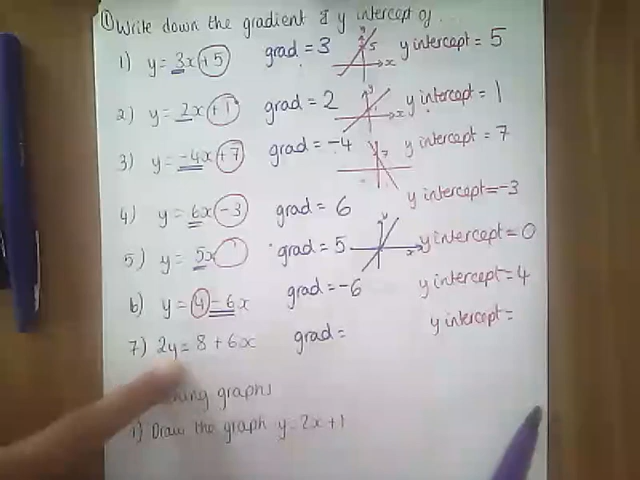 ① Write down the gradient & y intercept of
1) y = 3x + 5 grad = 3 y 5 x y intercept = 5
2) y = 2x + 1 grad = 2 y x y intercept = 1
3) y = -4x + 7 grad = -4 y 7 y intercept = 7
4) y = 6x - 3 grad = 6 y intercept = -3
5) y = 5x grad = 5 y x y intercept = 0
6) y = 4 - 6x grad = -6 y intercept = 4
7) 2y = 8 + 6x grad = y intercept =
graphs
1) Draw the graph y = 2x + 1